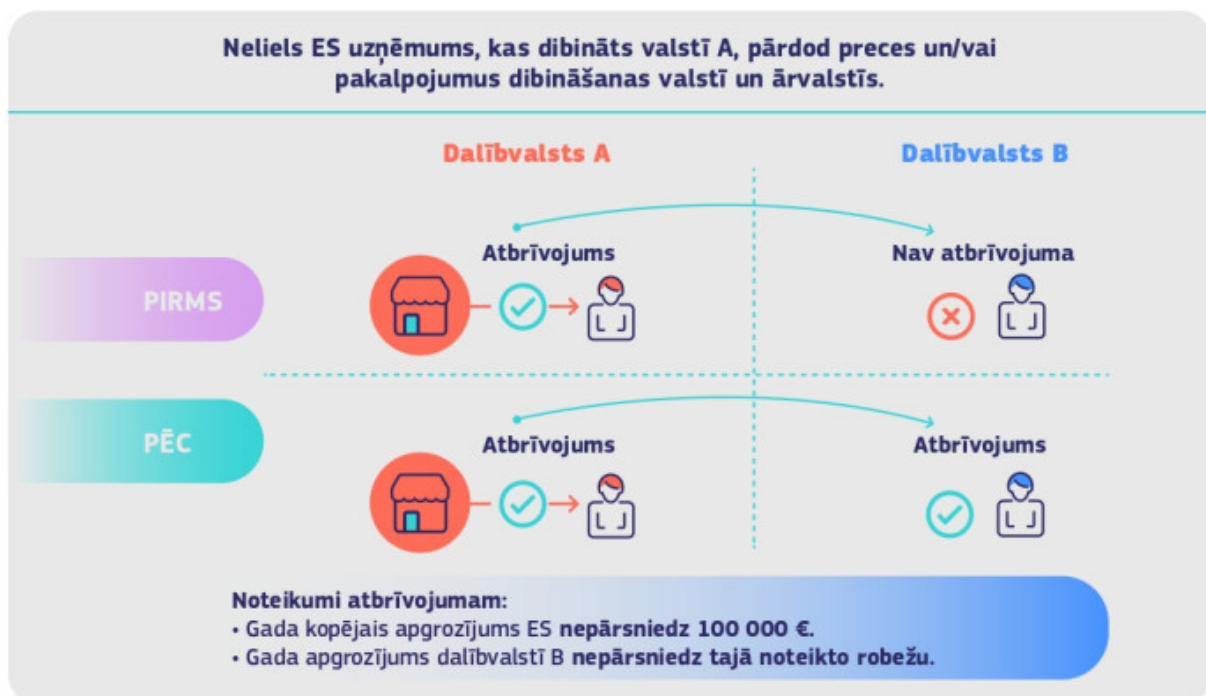 Neliels ES uzņēmums, kas dibināts valstī A, pārdod preces un/vai
pakalpojumus dibināšanas valstī un ārvalstīs.
Dalībvalsts A
Dalībvalsts B
PIRMS
Atbrīvojums
Nav atbrīvojuma
PĒC
Atbrīvojums
Atbrīvojums
Noteikumi atbrīvojumam:
• Gada kopējais apgrozījums ES nepārsniedz 100 000 €.
• Gada apgrozījums dalībvalstī B nepārsniedz tajā noteikto robežu.